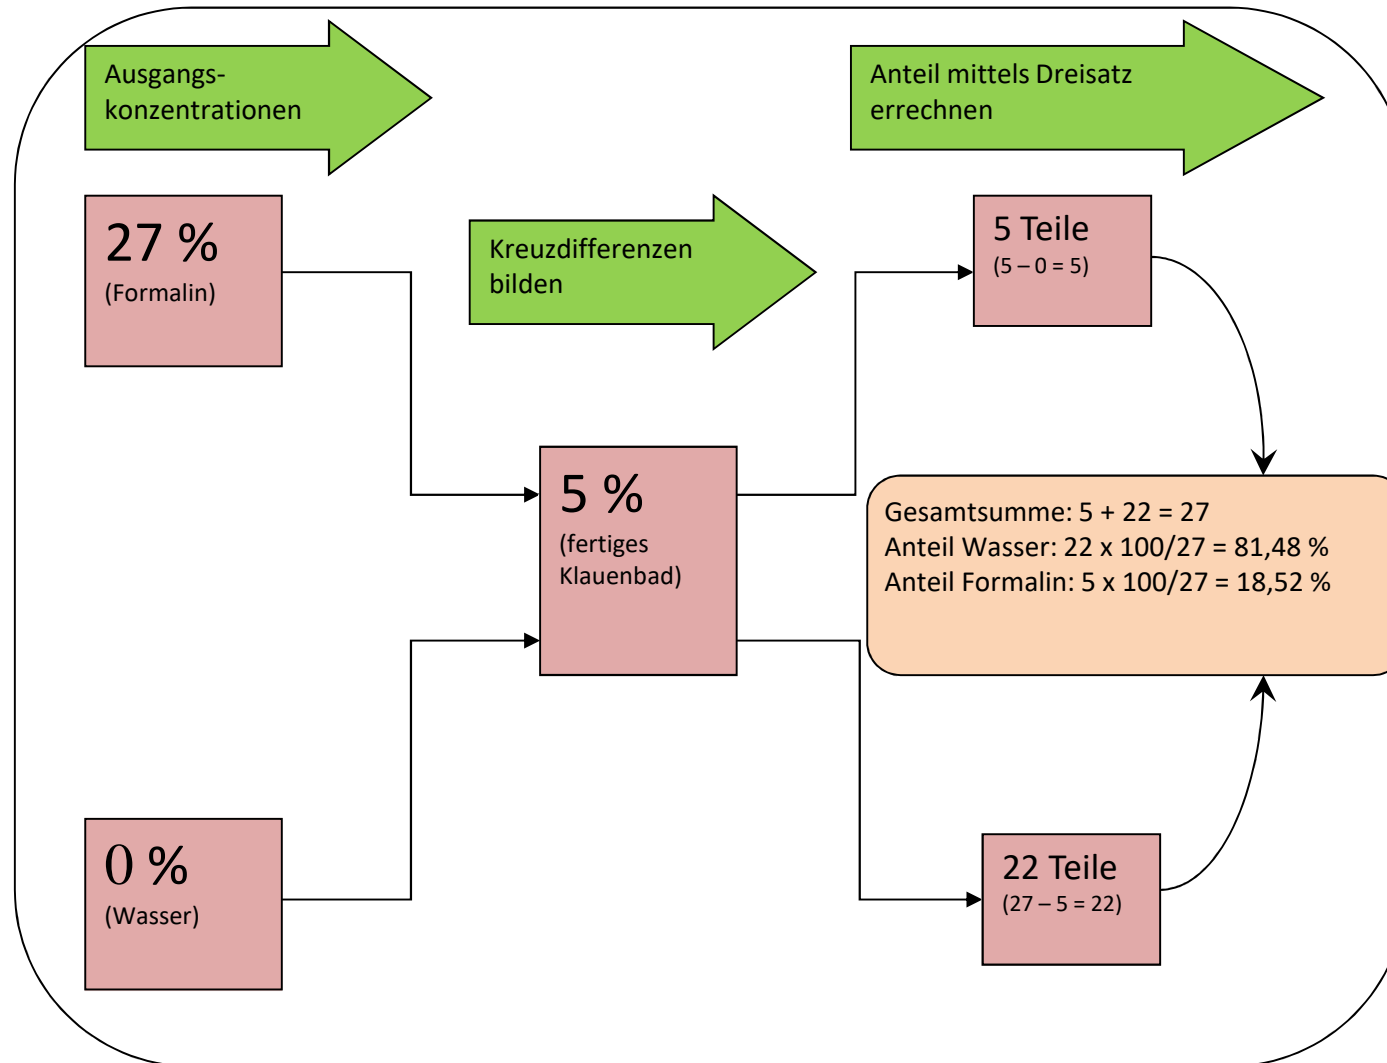 Ausgangs-
konzentrationen
Anteil mittels Dreisatz
errechnen
27 %
(Formalin)
Kreuzdifferenzen
bilden
5 Teile
(5 – 0 = 5)
5 %
(fertiges
Klauenbad)
Gesamtsumme: 5 + 22 = 27
Anteil Wasser: 22 x 100/27 = 81,48 %
Anteil Formalin: 5 x 100/27 = 18,52 %
0 %
(Wasser)
22 Teile
(27 – 5 = 22)